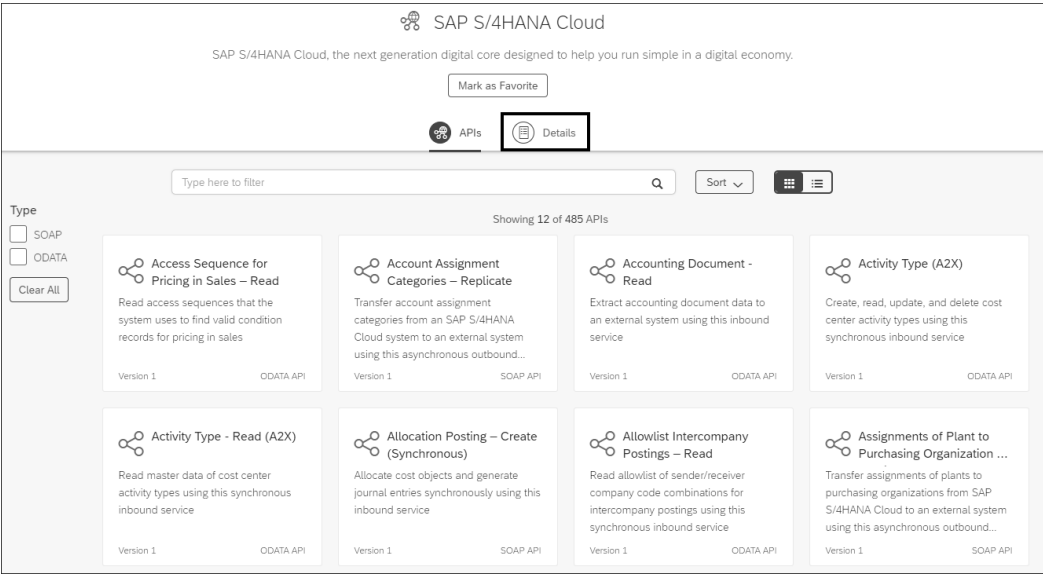 SAP S/4HANA Cloud
SAP S/4HANA Cloud, the next generation digital core designed to help you run simple in a digital economy.
Mark as Favorite
APIs
Details
Type here to filter
Sort
Type
SOAP
ODATA
Clear All
Showing 12 of 485 APIs
Access Sequence for
Pricing in Sales – Read
Read access sequences that the
system uses to find valid condition
records for pricing in sales
Version 1 ODATA API
Account Assignment
Categories – Replicate
Transfer account assignment
categories from an SAP S/4HANA
Cloud system to an external system
using this asynchronous outbound...
Version 1 SOAP API
Accounting Document -
Read
Extract accounting document data to
an external system using this inbound
service
Version 1 ODATA API
Activity Type (A2X)
Create, read, update, and delete cost
center activity types using this
synchronous inbound service
Version 1 ODATA API
Activity Type - Read (A2X)
Read master data of cost center
activity types using this synchronous
inbound service
Version 1 ODATA API
Allocation Posting – Create
(Synchronous)
Allocate cost objects and generate
journal entries synchronously using this
inbound service
Version 1 SOAP API
Allowlist Intercompany
Postings – Read
Read allowlist of sender/receiver
company code combinations for
intercompany postings using this
synchronous inbound service
Version 1 ODATA API
Assignments of Plant to
Purchasing Organization ...
Transfer assignments of plants to
purchasing organizations from SAP
S/4HANA Cloud to an external system
using this asynchronous outbound...
Version 1 SOAP API